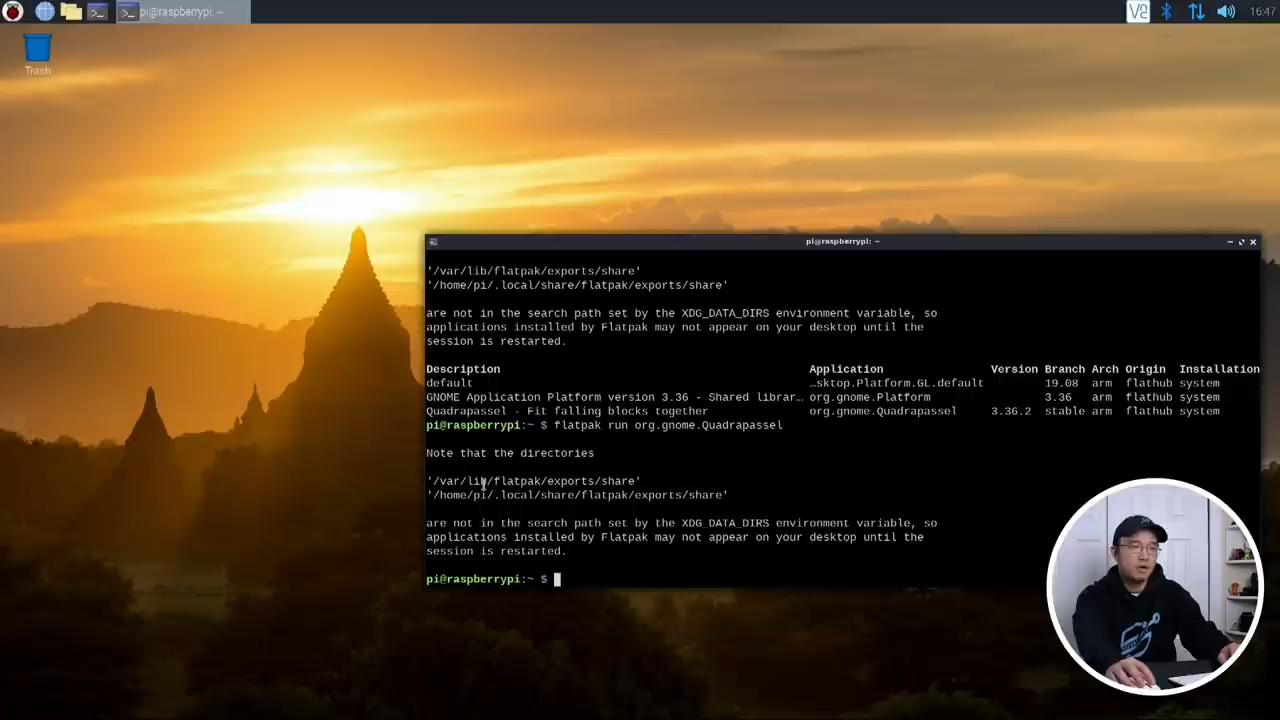 pi@raspberrypi: ~
16:47
Trash
pi@raspberrypi: ~
'/var/lib/flatpak/exports/share'
'/home/pi/.local/share/flatpak/exports/share'
are not in the search path set by the XDG_DATA_DIRS environment variable, so
applications installed by Flatpak may not appear on your desktop until the
session is restarted.
Description Application Version Branch Arch Origin Installation
default …sktop.Platform.GL.default 19.08 arm flathub system
GNOME Application Platform version 3.36 - Shared librar… org.gnome.Platform 3.36 arm flathub system
Quadrapassel - Fit falling blocks together org.gnome.Quadrapassel 3.36.2 stable arm flathub system
pi@raspberrypi:~ $ flatpak run org.gnome.Quadrapassel
Note that the directories
'/var/lib/flatpak/exports/share'
'/home/pi/.local/share/flatpak/exports/share'
are not in the search path set by the XDG_DATA_DIRS environment variable, so
applications installed by Flatpak may not appear on your desktop until the
session is restarted.
pi@raspberrypi:~ $